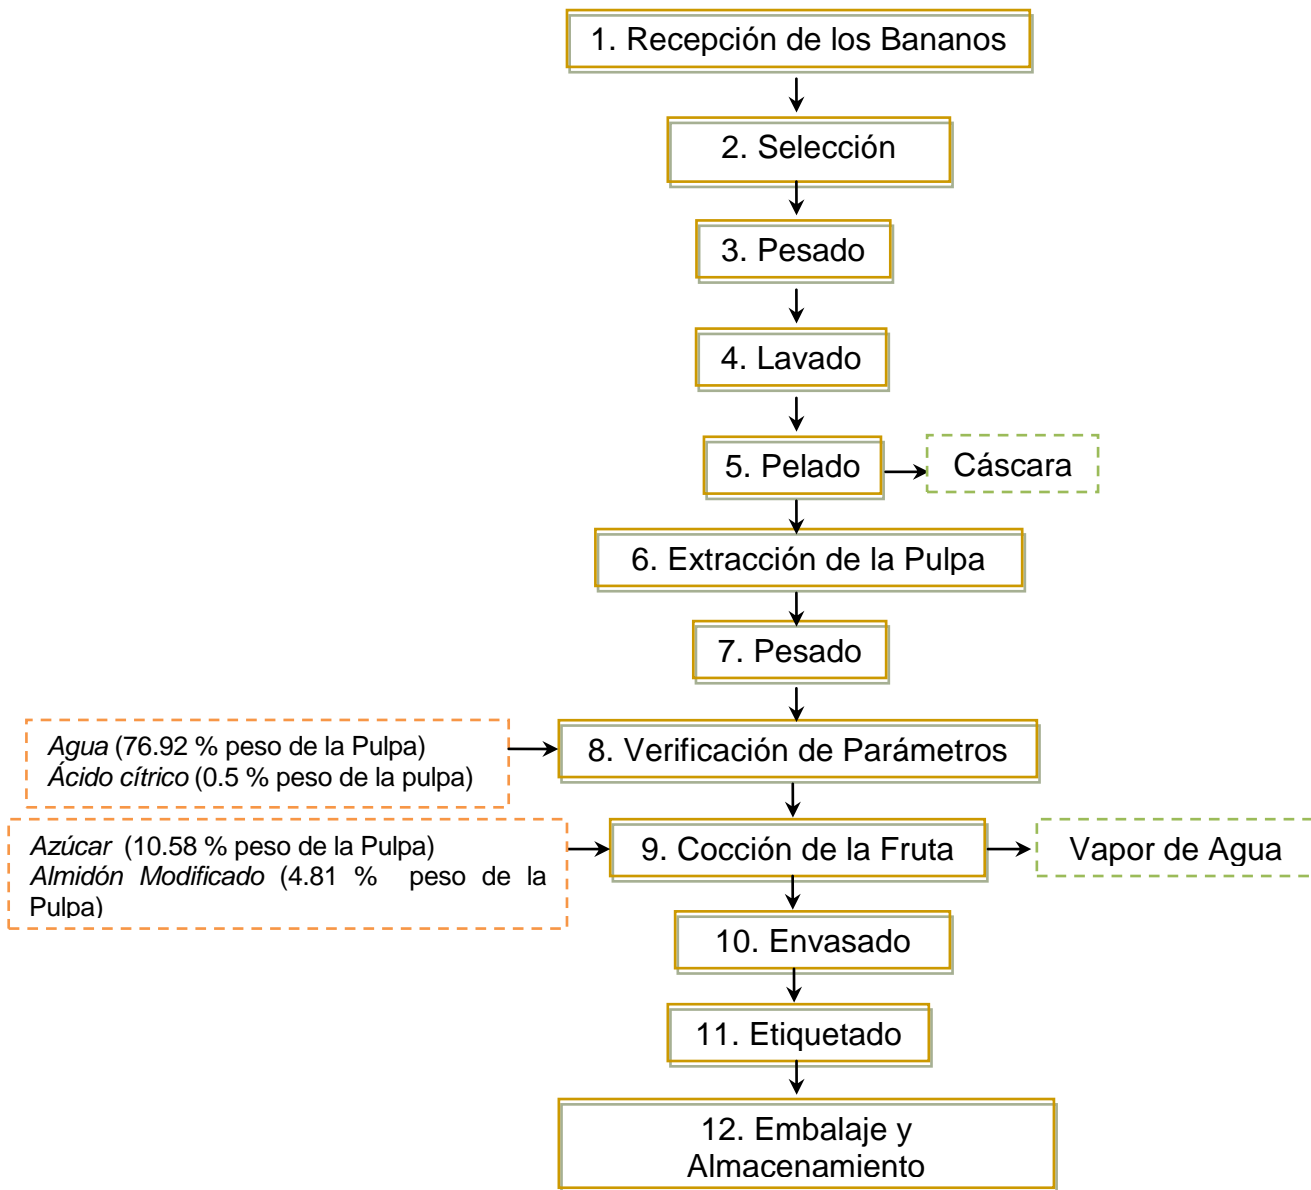 1. Recepción de los Bananos
2. Selección
3. Pesado
4. Lavado
5. Pelado
Cáscara
6. Extracción de la Pulpa
7. Pesado
Agua (76.92 % peso de la Pulpa)
Ácido cítrico (0.5 % peso de la pulpa)
8. Verificación de Parámetros
Azúcar (10.58 % peso de la Pulpa)
Almidón Modificado (4.81 % peso de la
Pulpa)
9. Cocción de la Fruta
Vapor de Agua
10. Envasado
11. Etiquetado
12. Embalaje y
Almacenamiento